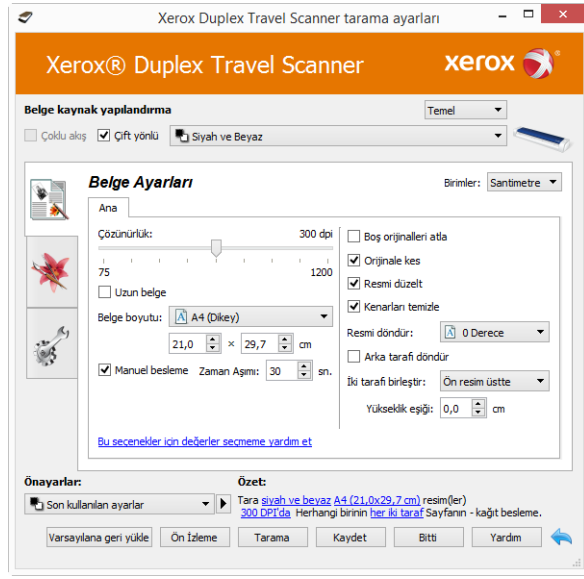 Xerox Duplex Travel Scanner tarama ayarları
Xerox® Duplex Travel Scanner
xerox
Belge kaynak yapılandırma
Temel
Çoklu akış
Çift yönlü
Siyah ve Beyaz
Belge Ayarları
Birimler: Santimetre
Ana
Çözünürlük: 300 dpi
75 1200
Uzun belge
Belge boyutu: A4 (Dikey)
21,0 × 29,7 cm
Manuel besleme Zaman Aşımı: 30 sn.
Bu seçenekler için değerler seçmeme yardım et
Boş orijinalleri atla
Orijinale kes
Resmi düzelt
Kenarları temizle
Resmi döndür: 0 Derece
Arka tarafı döndür
İki tarafı birleştir: Ön resim üstte
Yükseklik eşiği: 0,0 cm
Önayarlar:
Son kullanılan ayarlar
Özet:
Tara siyah ve beyaz A4 (21,0x29,7 cm) resim(ler)
300 DPI'da Herhangi birinin her iki taraf Sayfanın - kağıt besleme.
Varsayılana geri yükle Ön İzleme Tarama Kaydet Bitti Yardım